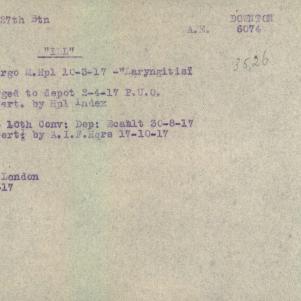 27th Btn DOWNTON
A.E. 6074
"ILL"
3526
rgo M.Hpl 10-3-17 -"Laryngitis"
ged to depot 2-4-17 P.U.O.
ert. by Hpl Index
10th Conv: Dep: Ecault 30-8-17
ert: by A.I.F.Hqrs 17-10-17
London
17